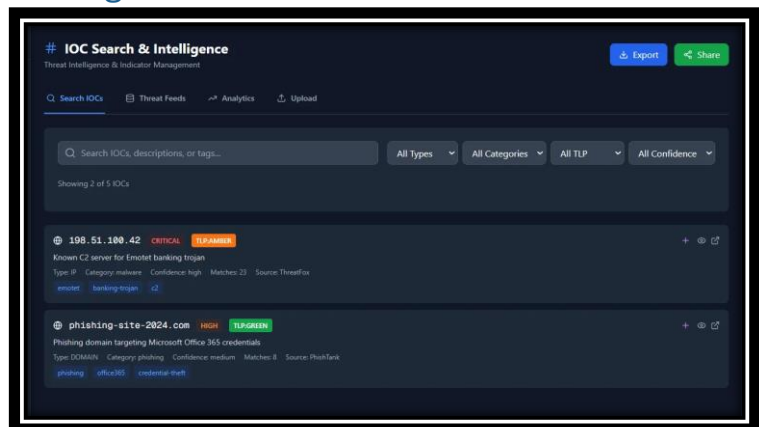 # IOC Search & Intelligence
Threat Intelligence & Indicator Management
Export Share
Search IOCs Threat Feeds Analytics Upload
Search IOCs, descriptions, or tags...
All Types All Categories All TLP All Confidence
Showing 2 of 5 IOCs
198.51.100.42 CRITICAL TLP:AMBER
Known C2 server for Emotet banking trojan
Type: IP Category: malware Confidence: high Matches: 23 Source: ThreatFox
emotet banking-trojan c2
phishing-site-2024.com HIGH TLP:GREEN
Phishing domain targeting Microsoft Office 365 credentials
Type: DOMAIN Category: phishing Confidence: medium Matches: 8 Source: PhishTank
phishing office365 credential-theft